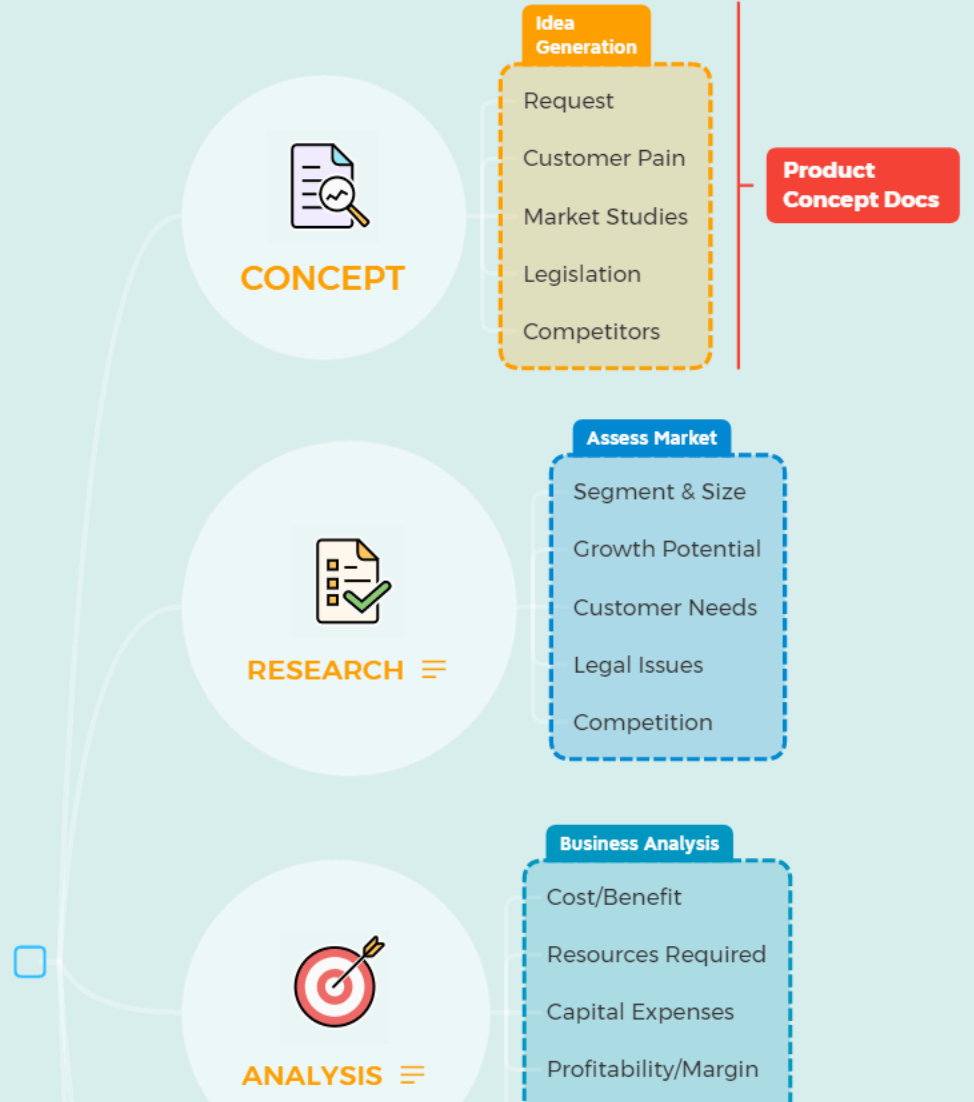 Idea
Generation
Request
Customer Pain
Market Studies
Legislation
Competitors
CONCEPT
Product
Concept Docs
Assess Market
Segment & Size
Growth Potential
Customer Needs
Legal Issues
Competition
RESEARCH
Business Analysis
Cost/Benefit
Resources Required
Capital Expenses
Profitability/Margin
ANALYSIS